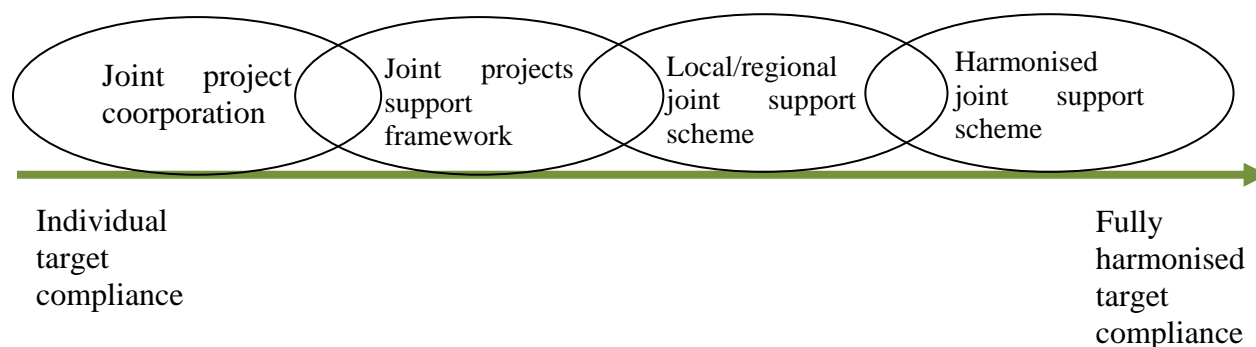 Joint project
coorporation
Joint projects
support
framework
Local/regional
joint support
scheme
Harmonised
joint support
scheme
Individual
target
compliance
Fully
harmonised
target
compliance